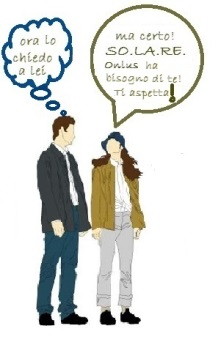 ora lo
chiedo
a lei
ma certo!
SO.LA.RE.
Onlus ha
bisogno di te!
Ti aspetta!